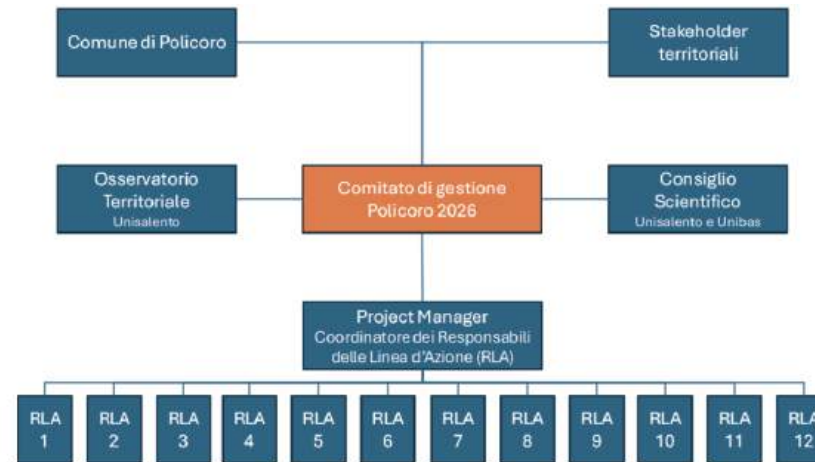 Comune di Policoro
Stakeholder
territoriali
Osservatorio
Territoriale
Unisalento
Comitato di gestione
Policoro 2026
Consiglio
Scientifico
Unisalento e Unibas
Project Manager
Coordinatore dei Responsabili
delle Linea d'Azione (RLA)
RLA
1
RLA
2
RLA
3
RLA
4
RLA
5
RLA
6
RLA
7
RLA
8
RLA
9
RLA
10
RLA
11
RLA
12